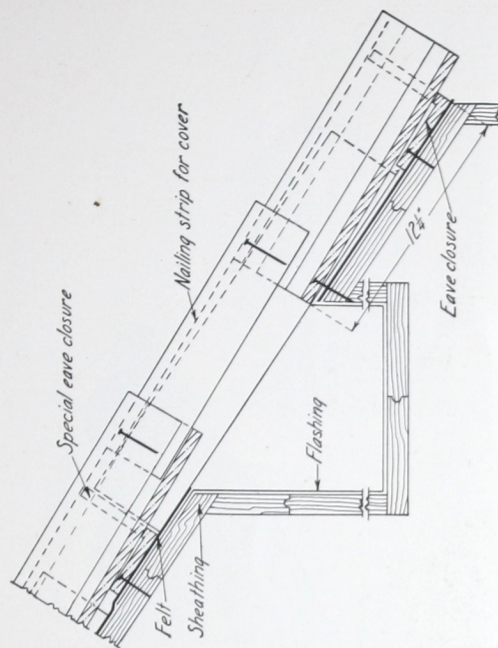 Nailing strip for cover
Special eave closure
12¼"
Eave closure
Flashing
Felt
Sheathing